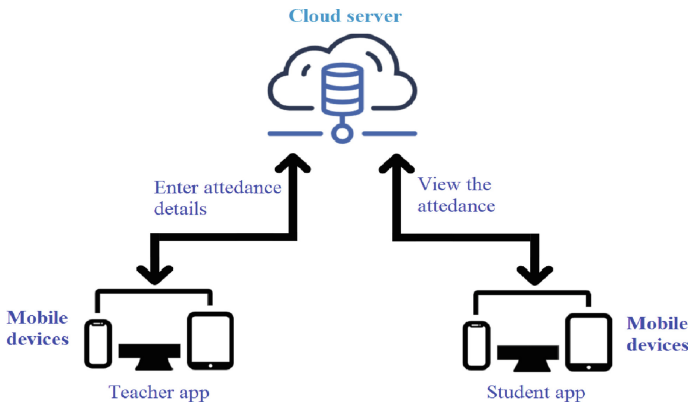 Cloud server
Enter attedance
details
View the
attedance
Mobile
devices
Mobile
devices
Teacher app
Student app